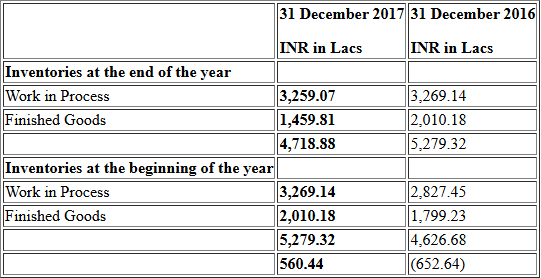 31 December 2017 31 December 2016
INR in Lacs INR in Lacs
Inventories at the end of the year
Work in Process 3,259.07 3,269.14
Finished Goods 1,459.81 2,010.18
4,718.88 5,279.32
Inventories at the beginning of the year
Work in Process 3,269.14 2,827.45
Finished Goods 2,010.18 1,799.23
5,279.32 4,626.68
560.44 (652.64)